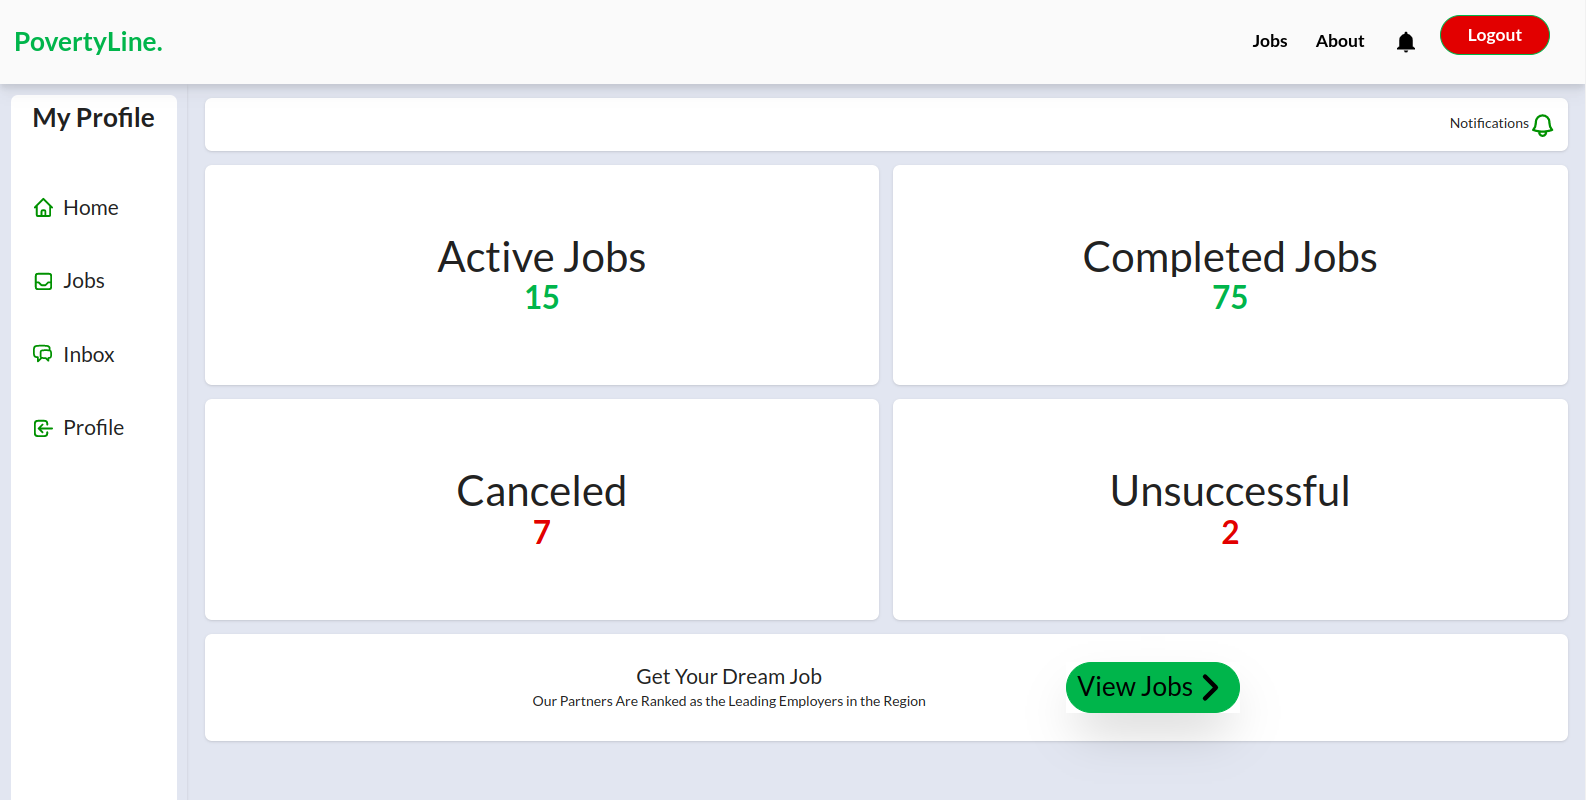 PovertyLine.
Jobs
About
Logout
My Profile
Home
Jobs
Inbox
Profile
Notifications
Active Jobs
15
Completed Jobs
75
Canceled
7
Unsuccessful
2
Get Your Dream Job
Our Partners Are Ranked as the Leading Employers in the Region
View Jobs